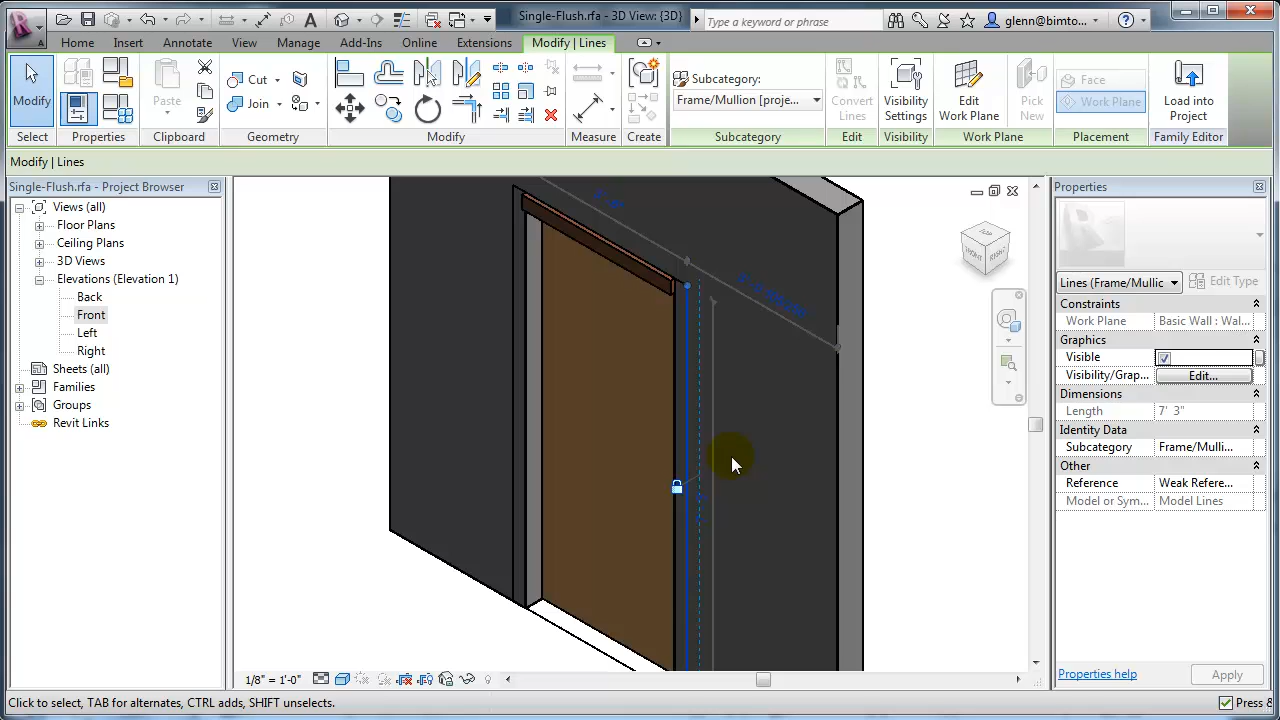 Single-Flush.rfa - 3D View: {3D}
Type a keyword or phrase
glenn@bimto...
Home
Insert
Annotate
View
Manage
Add-Ins
Online
Extensions
Modify | Lines
Modify
Select
Properties
Paste
Clipboard
Cut
Join
Geometry
Modify
Measure
Create
Subcategory:
Frame/Mullion [proje...
Subcategory
Convert Lines
Edit
Visibility Settings
Visibility
Edit Work Plane
Pick New
Work Plane
Face
Work Plane
Placement
Load into Project
Family Editor
Modify | Lines
Single-Flush.rfa - Project Browser
Views (all)
Floor Plans
Ceiling Plans
3D Views
Elevations (Elevation 1)
Back
Front
Left
Right
Sheets (all)
Families
Groups
Revit Links
TOP
FRONT
RIGHT
Properties
Lines (Frame/Mullic
Edit Type
Constraints
Work Plane
Basic Wall : Wal...
Graphics
Visible
Visibility/Grap...
Edit...
Dimensions
Length
7' 3"
Identity Data
Subcategory
Frame/Mulli...
Other
Reference
Weak Refere...
Model or Sym...
Model Lines
Properties help
Apply
1/8" = 1'-0"
Click to select, TAB for alternates, CTRL adds, SHIFT unselects.
Press &